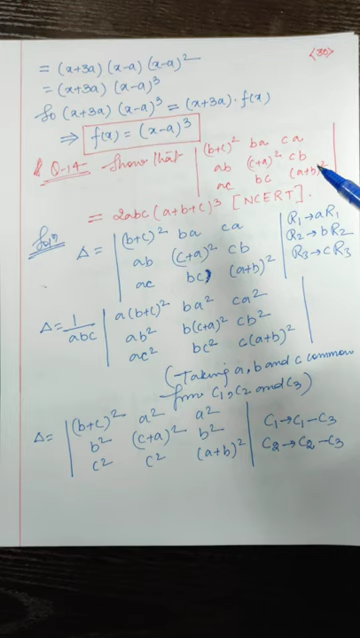 = (x+3a) (x-a) (x-a)²
<38>
= (x+3a) (x-a)³
So (x+3a) (x-a)³ = (x+3a) . f(x)
⇒ f(x) = (x-a)³
Q-14 Show that | (b+c)² ba ca |
| ab (c+a)² cb |
| ac bc (a+b)² |
= 2abc (a+b+c)³ [NCERT].
Solⁿ Δ = | (b+c)² ba ca | R₁→aR₁
| ab (c+a)² cb | R₂→bR₂
| ac bc (a+b)² | R₃→cR₃
Δ = 1/abc | a(b+c)² ba² ca² |
| ab² b(c+a)² cb² |
| ac² bc² c(a+b)² |
(Taking a, b and c common
from C₁, C₂ and C₃)
Δ = | (b+c)² a² a² | C₁→C₁-C₃
| b² (c+a)² b² | C₂→C₂-C₃
| c² c² (a+b)² |